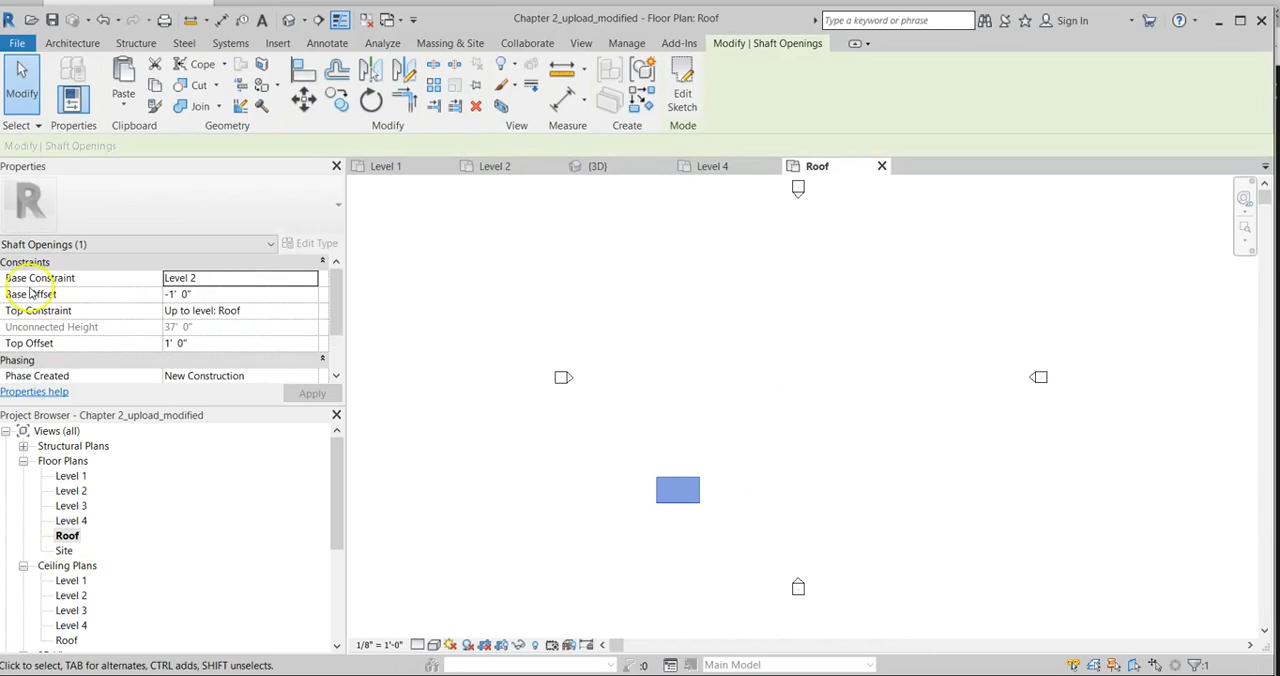 Chapter 2_upload_modified - Floor Plan: Roof
Type a keyword or phrase
Sign In
File Architecture Structure Steel Systems Insert Annotate Analyze Massing & Site Collaborate View Manage Add-Ins Modify | Shaft Openings
Modify
Paste
Cope
Cut
Join
Edit
Sketch
Select Properties Clipboard Geometry Modify View Measure Create Mode
Modify | Shaft Openings
Properties
Level 1 Level 2 {3D} Level 4 Roof
R
Shaft Openings (1)
Edit Type
Constraints
Base Constraint Level 2
Base Offset -1' 0"
Top Constraint Up to level: Roof
Unconnected Height 37' 0"
Top Offset 1' 0"
Phasing
Phase Created New Construction
Properties help
Apply
Project Browser - Chapter 2_upload_modified
Views (all)
Structural Plans
Floor Plans
Level 1
Level 2
Level 3
Level 4
Roof
Site
Ceiling Plans
Level 1
Level 2
Level 3
Level 4
Roof
1/8" = 1'-0"
Click to select, TAB for alternates, CTRL adds, SHIFT unselects.
:0
Main Model
:1